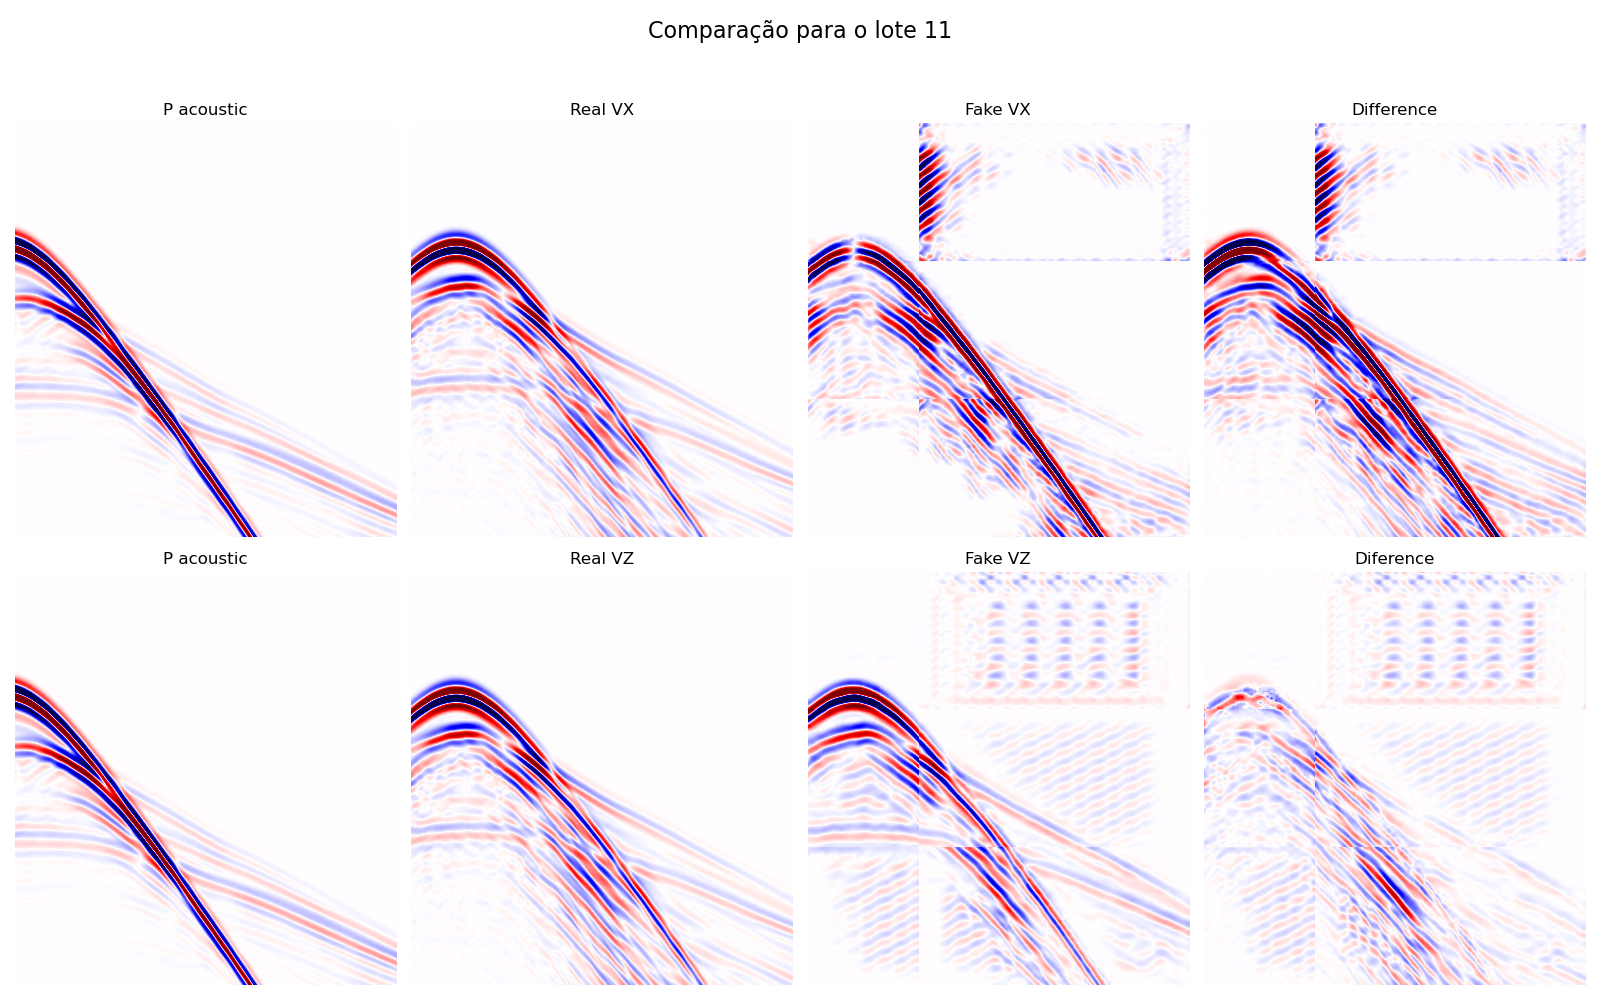 Comparação para o lote 11
P acoustic
Real VX
Fake VX
Difference
P acoustic
Real VZ
Fake VZ
Diference